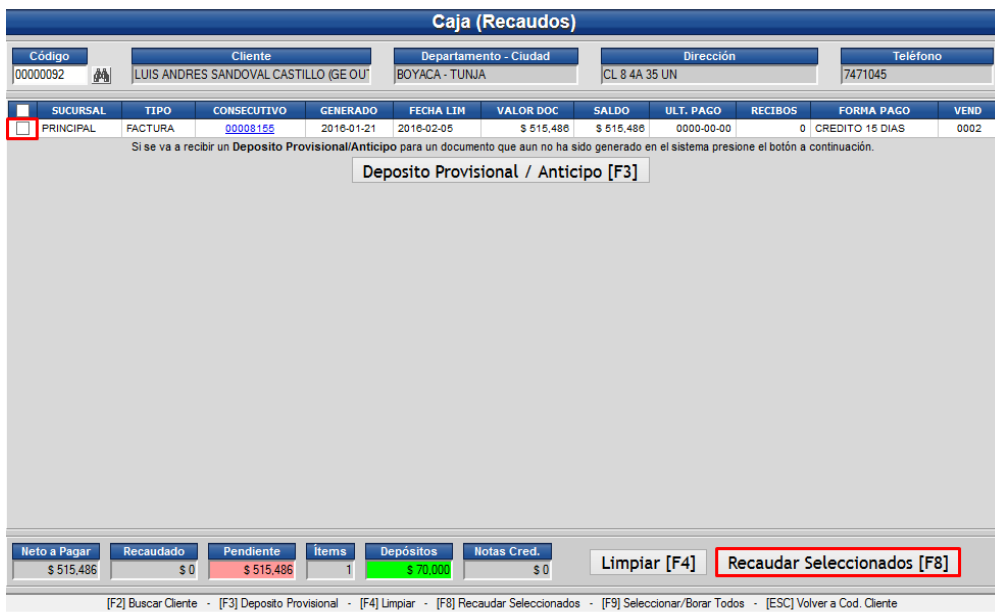 Caja (Recaudos)
Código Cliente Departamento - Ciudad Dirección Teléfono
00000092 LUIS ANDRES SANDOVAL CASTILLO (GE OUT BOYACA - TUNJA CL 8 4A 35 UN 7471045
SUCURSAL TIPO CONSECUTIVO GENERADO FECHA LIM VALOR DOC SALDO ULT. PAGO RECIBOS FORMA PAGO VEND
PRINCIPAL FACTURA 00008155 2016-01-21 2016-02-05 $ 515,486 $ 515,486 0000-00-00 0 CREDITO 15 DIAS 0002
Si se va a recibir un Deposito Provisional/Anticipo para un documento que aun no ha sido generado en el sistema presione el botón a continuación.
Deposito Provisional / Anticipo [F3]
Neto a Pagar Recaudado Pendiente Ítems Depósitos Notas Cred.
$ 515,486 $ 0 $ 515,486 1 $ 70,000 $ 0
Limpiar [F4] Recaudar Seleccionados [F8]
[F2] Buscar Cliente - [F3] Deposito Provisional - [F4] Limpiar - [F8] Recaudar Seleccionados - [F9] Seleccionar/Borar Todos - [ESC] Volver a Cod. Cliente